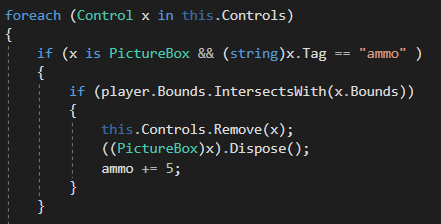 foreach (Control x in this.Controls)
{
    if (x is PictureBox && (string)x.Tag == "ammo" )
    {
        if (player.Bounds.IntersectsWith(x.Bounds))
        {
            this.Controls.Remove(x);
            ((PictureBox)x).Dispose();
            ammo += 5;
        }
    }